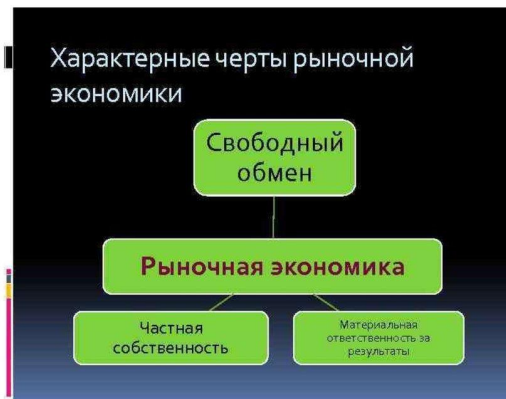 Характерные черты рыночной
экономики
Свободный
обмен
Рыночная экономика
Частная
собственность
Материальная
ответственность за
результаты